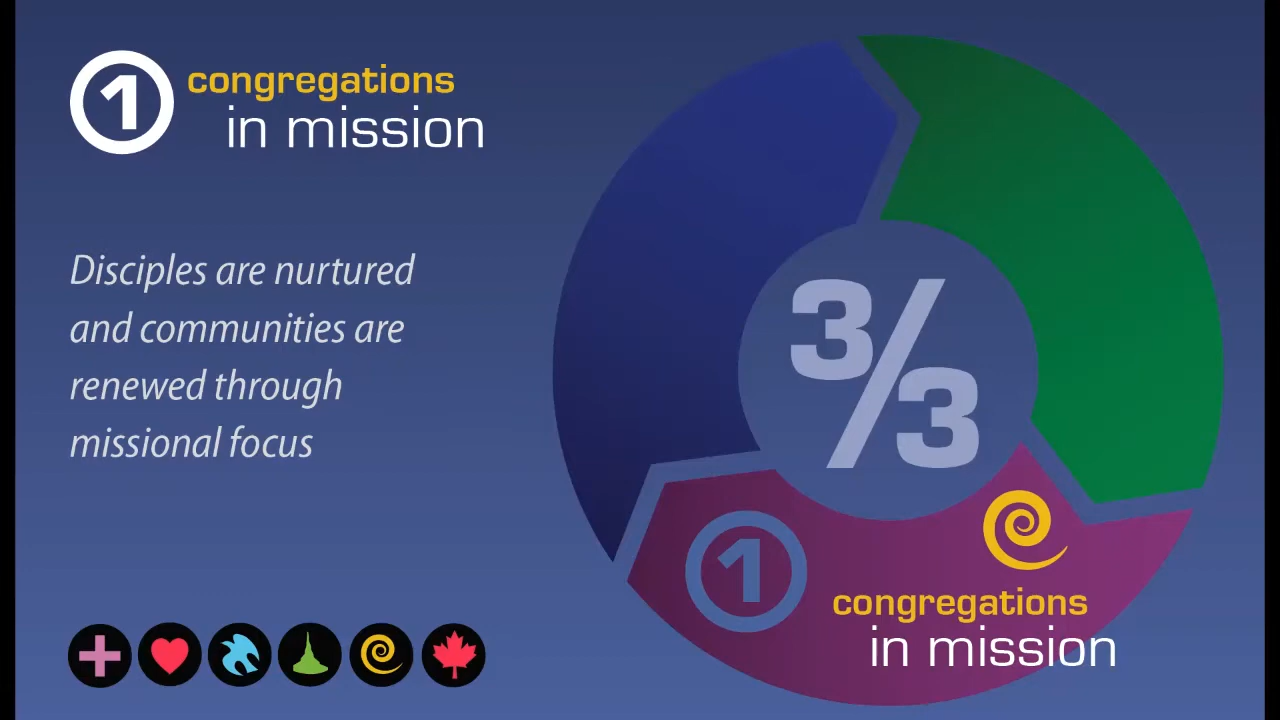 1
congregations
in mission
Disciples are nurtured
and communities are
renewed through
missional focus
3/3
1
congregations
in mission